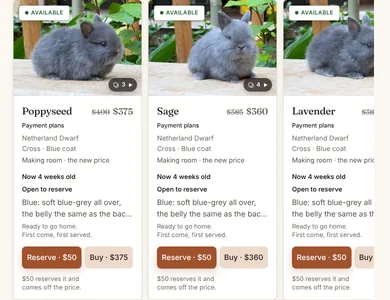 AVAILABLE
3
Poppyseed $400 $375
Payment plans
Netherland Dwarf
Cross · Blue coat
Making room · the new price
Now 4 weeks old
Open to reserve
Blue: soft blue-grey all over,
the belly the same as the bac...
Ready to go home.
First come, first served.
Reserve · $50
Buy · $375
$50 reserves it and
comes off the price.
AVAILABLE
4
Sage $385 $360
Payment plans
Netherland Dwarf
Cross · Blue coat
Making room · the new price
Now 4 weeks old
Open to reserve
Blue: soft blue-grey all over,
the belly the same as the bac...
Ready to go home.
First come, first served.
Reserve · $50
Buy · $360
$50 reserves it and
comes off the price.
AVAILABLE
Lavender
Payment plans
Netherland Dwarf
Cross · Blue coat
Making room · the new price
Now 4 weeks old
Open to reserve
Blue: soft blue-grey
the belly the same as
Ready to go home.
First come, first served.
Reserve · $50
Buy
$50 reserves it and
comes off the price.